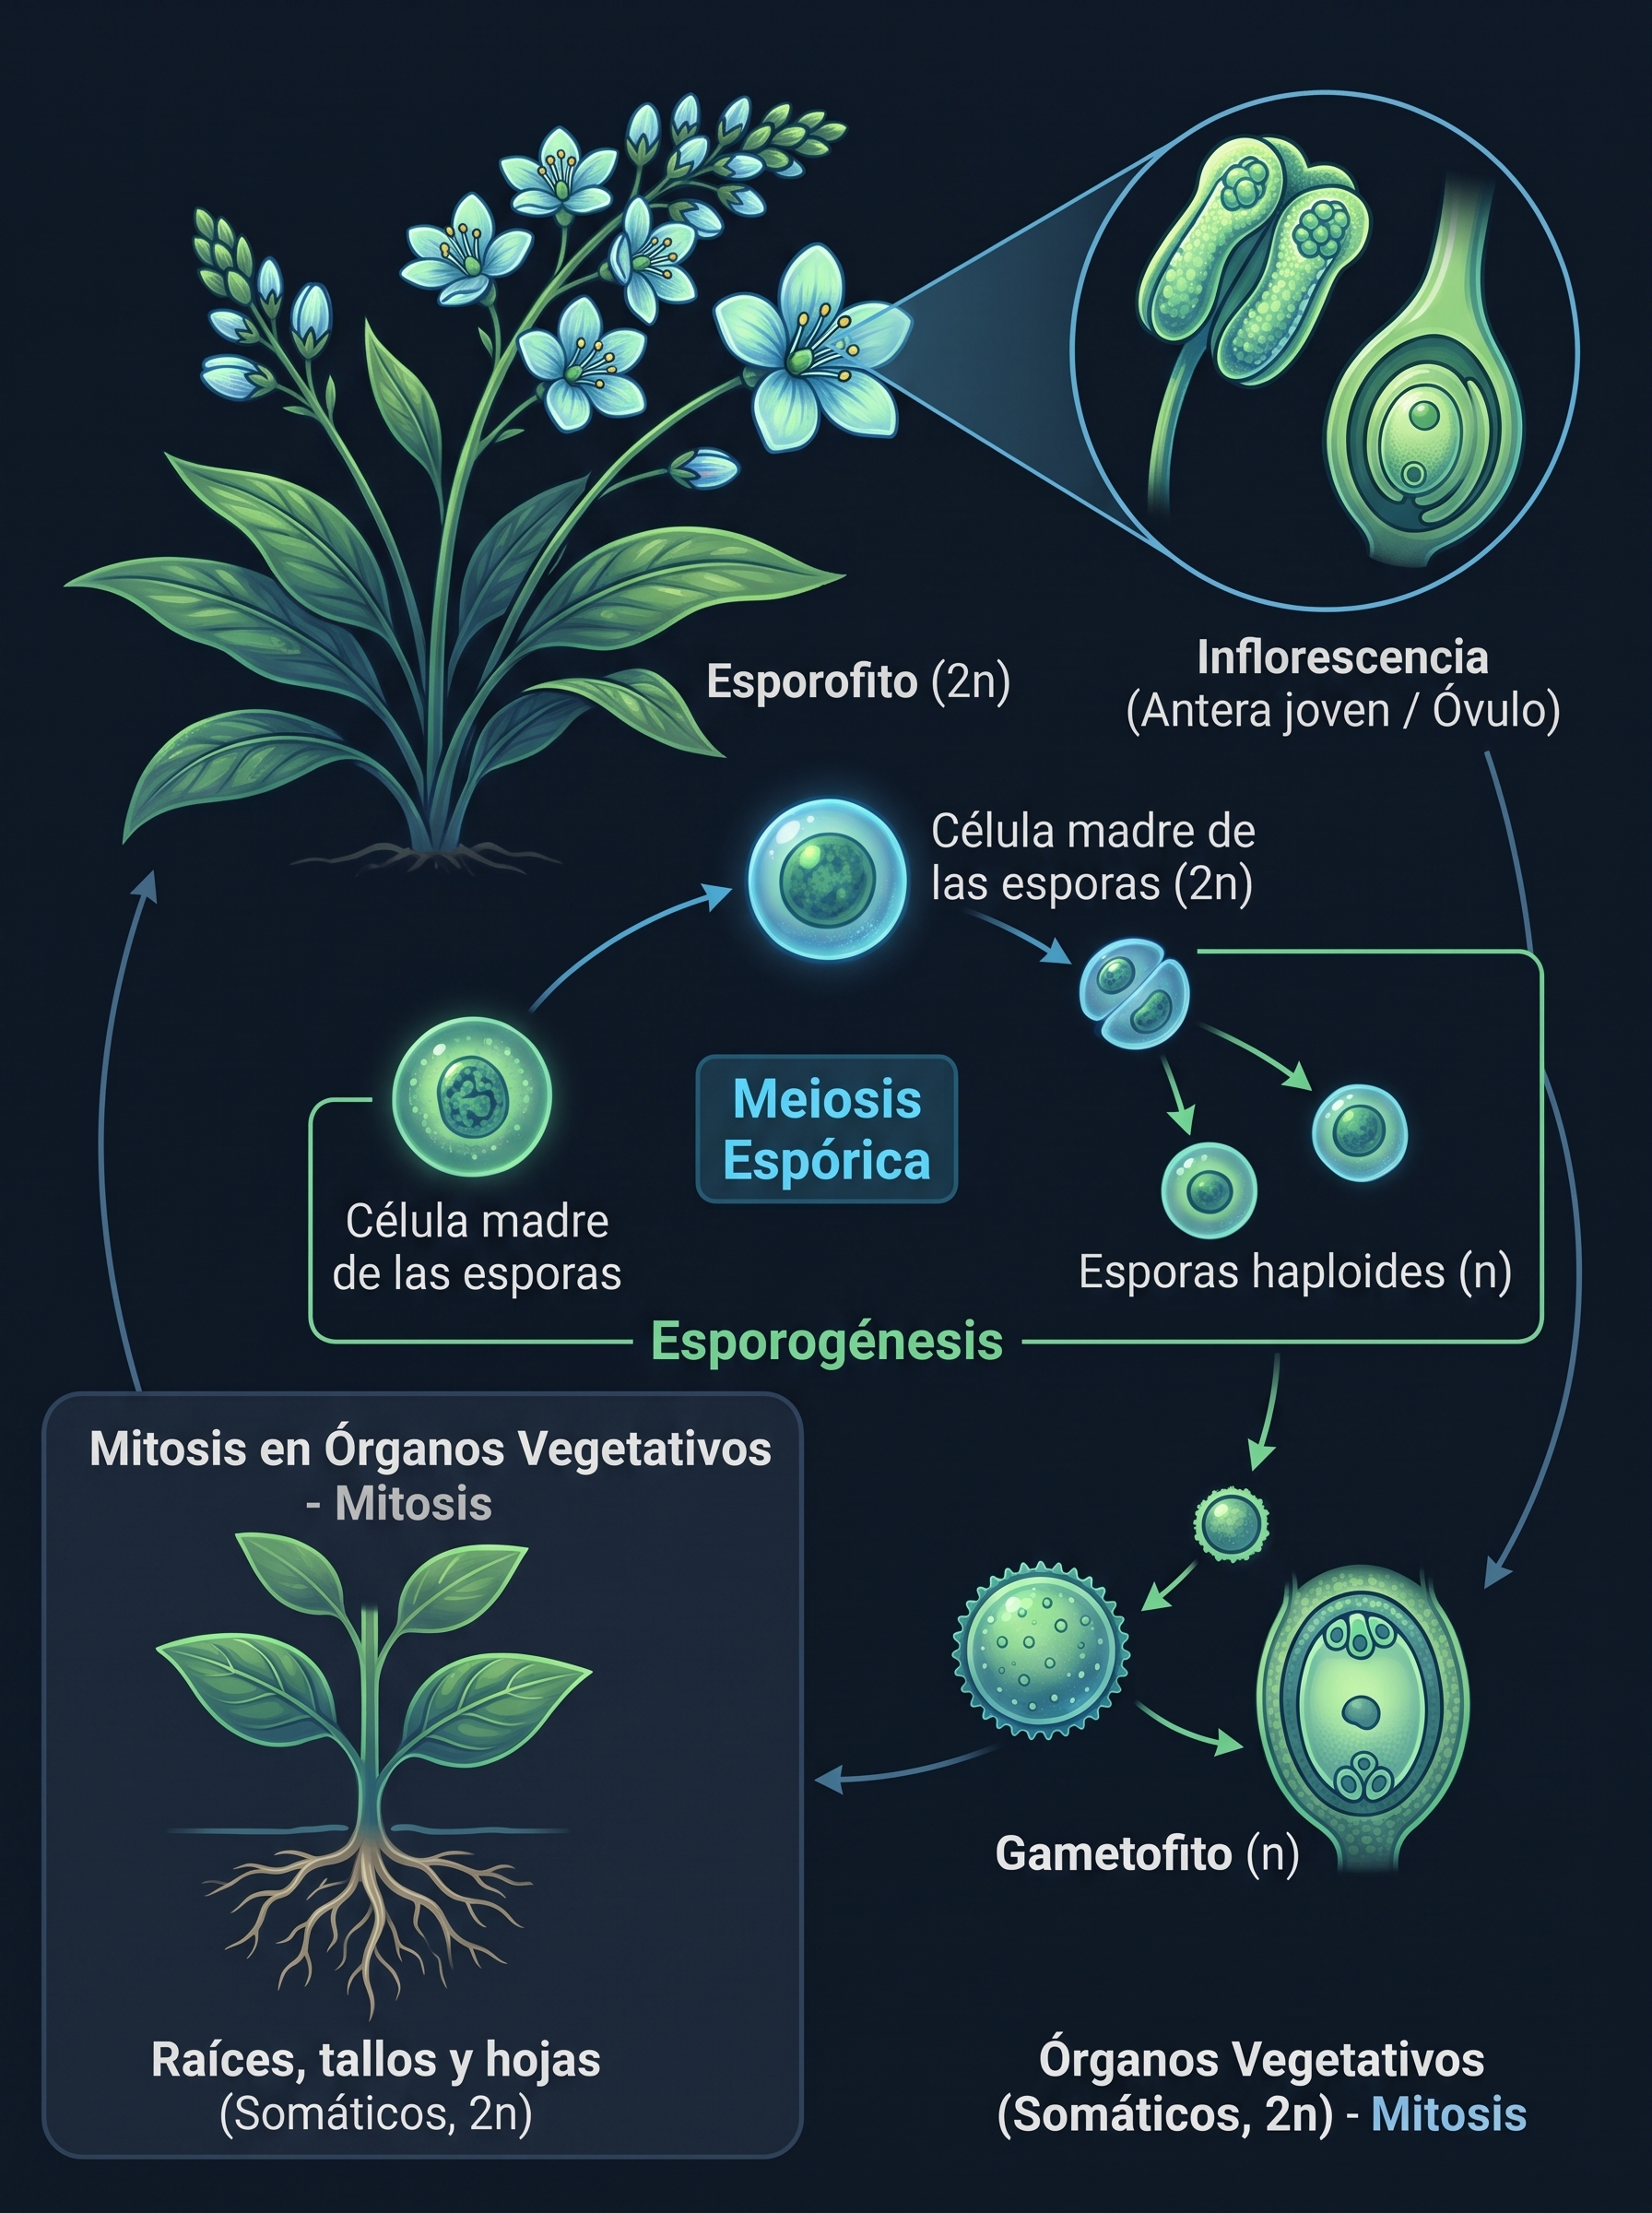 Esporofito (2n)
Inflorescencia
(Antera joven / Óvulo)
Célula madre de
las esporas (2n)
Meiosis
Espórica
Célula madre
de las esporas
Esporas haploides (n)
Esporogénesis
Mitosis en Órganos Vegetativos
- Mitosis
Gametofito (n)
Raíces, tallos y hojas
(Somáticos, 2n)
Órganos Vegetativos
(Somáticos, 2n) - Mitosis